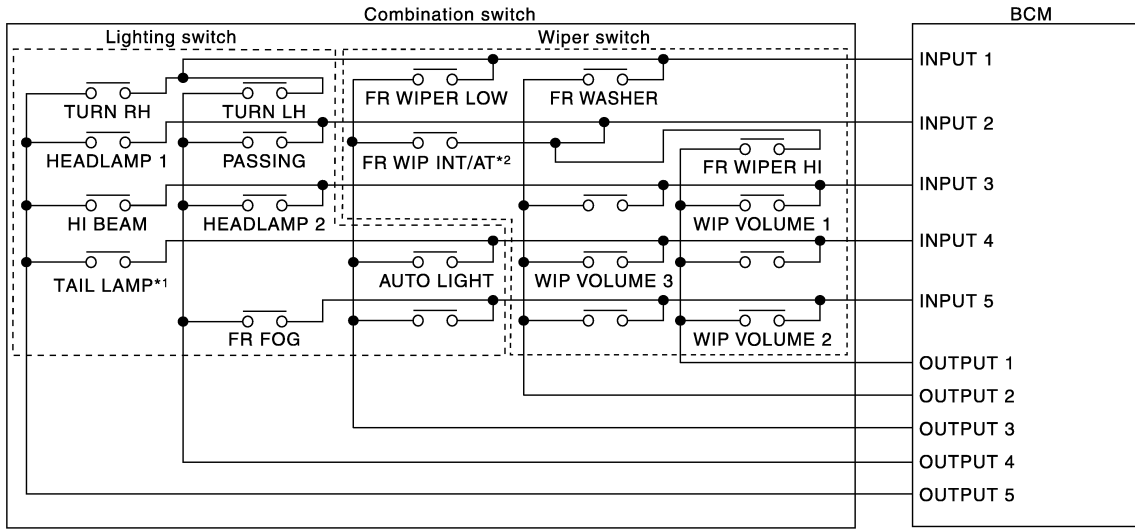 Combination switch
BCM
Lighting switch
Wiper switch
INPUT 1
TURN RH
TURN LH
FR WIPER LOW
FR WASHER
INPUT 2
HEADLAMP 1
PASSING
FR WIP INT/AT*2
FR WIPER HI
INPUT 3
HI BEAM
HEADLAMP 2
WIP VOLUME 1
INPUT 4
TAIL LAMP*1
AUTO LIGHT
WIP VOLUME 3
INPUT 5
FR FOG
WIP VOLUME 2
OUTPUT 1
OUTPUT 2
OUTPUT 3
OUTPUT 4
OUTPUT 5